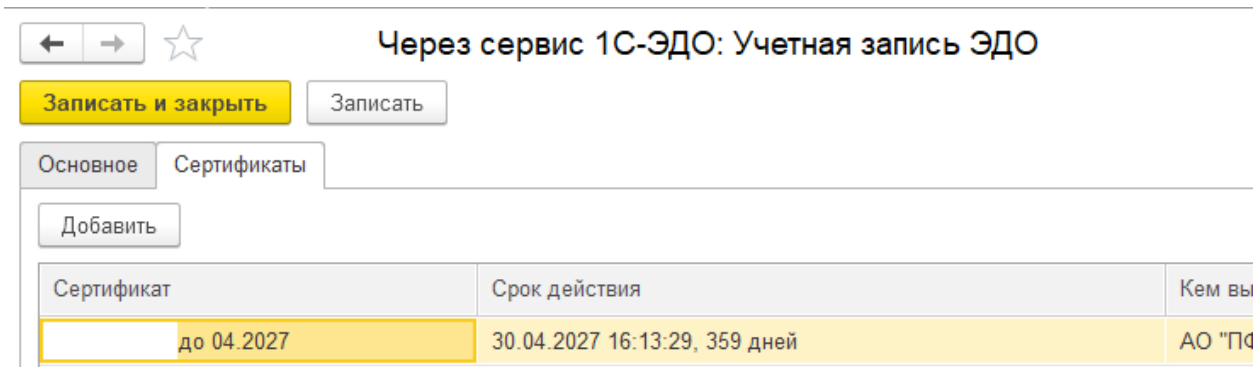 Через сервис 1С-ЭДО: Учетная запись ЭДО
Записать и закрыть Записать
Основное Сертификаты
Добавить
Сертификат Срок действия Кем вы
до 04.2027 30.04.2027 16:13:29, 359 дней АО "ПФ